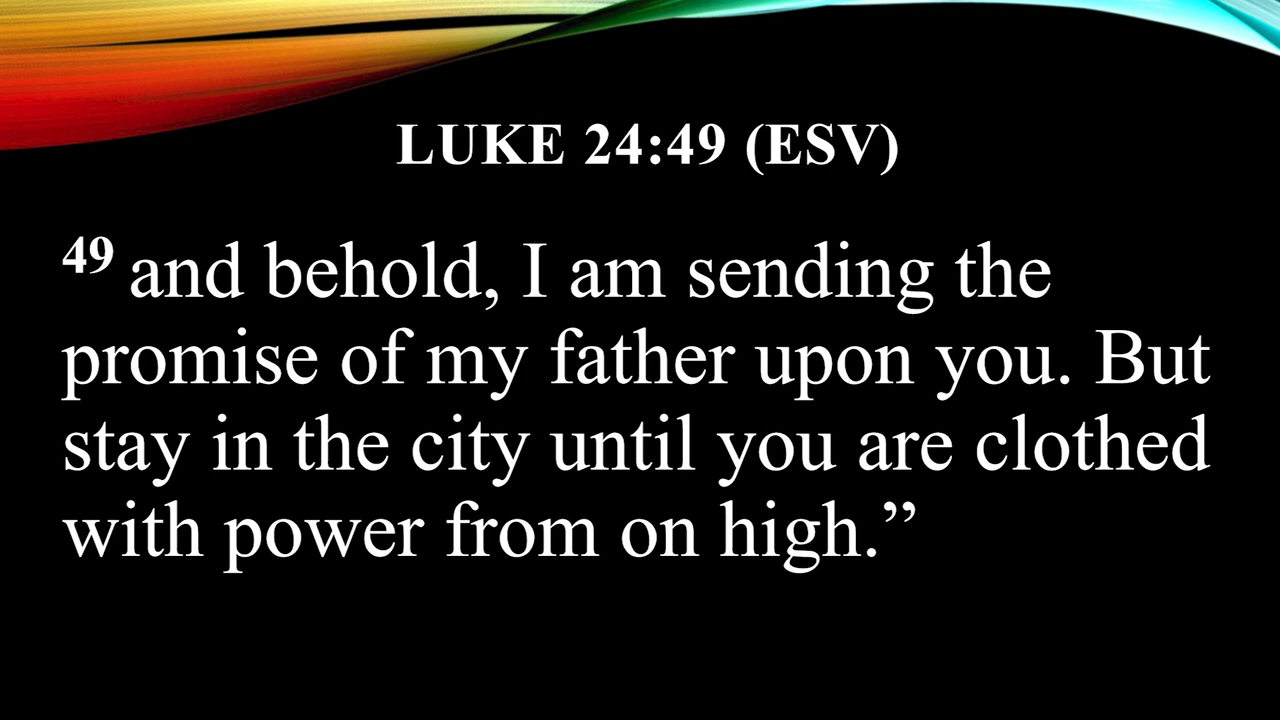 LUKE 24:49 (ESV)
49 and behold, I am sending the
promise of my father upon you. But
stay in the city until you are clothed
with power from on high.”